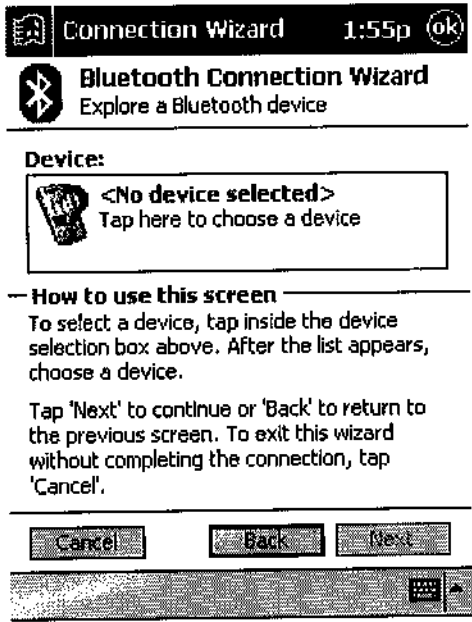 Connection Wizard 1:55p ok
Bluetooth Connection Wizard
Explore a Bluetooth device
Device:
<No device selected>
Tap here to choose a device
How to use this screen
To select a device, tap inside the device
selection box above. After the list appears,
choose a device.
Tap 'Next' to continue or 'Back' to return to
the previous screen. To exit this wizard
without completing the connection, tap
'Cancel'.
Cancel Back Next